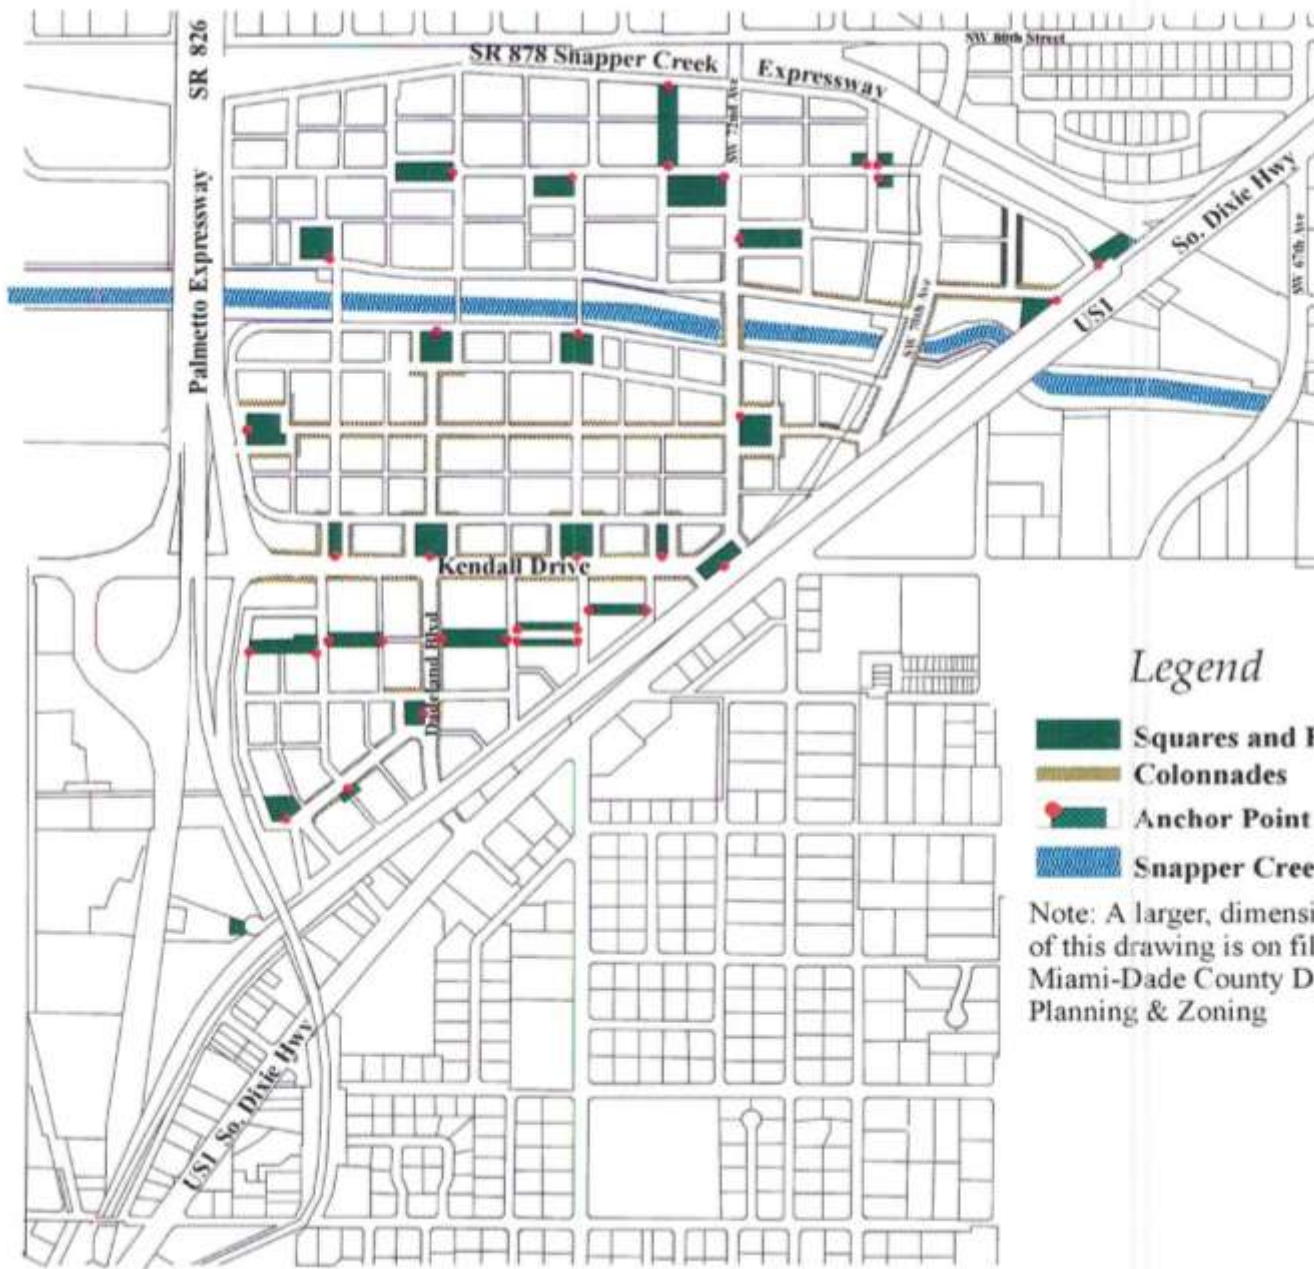 SW 80th Street
SR 878 Snapper Creek Expressway
SR 826
Palmetto Expressway
SW 72nd Ave
So. Dixie Hwy
US1
SW 67th Ave
SW 70th Ave
Kendall Drive
Dadeland Blvd
US1 So. Dixie Hwy
Legend
Squares and
Colonnades
Anchor Point
Snapper Cree
Note: A larger, dimensi
of this drawing is on fil
Miami-Dade County D
Planning & Zoning